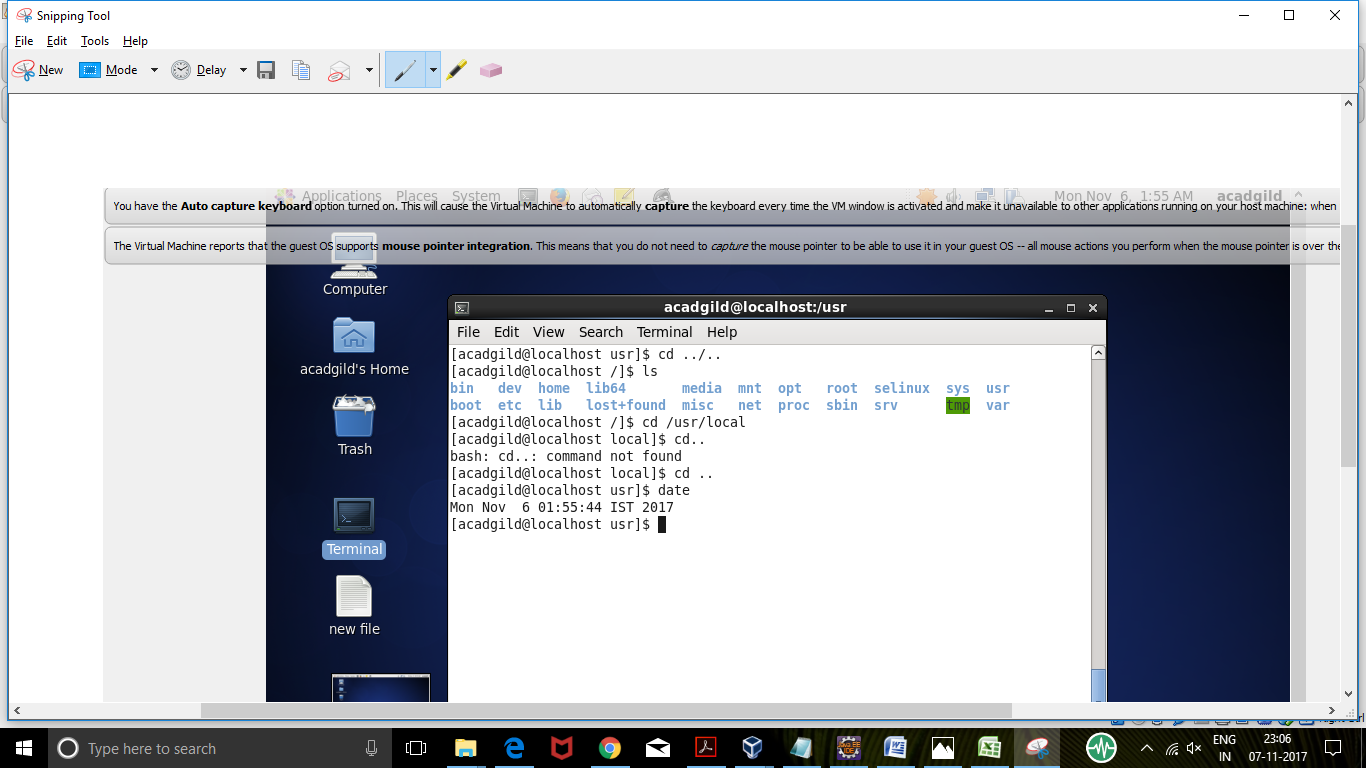 Snipping Tool
File Edit Tools Help
New Mode Delay
Applications Places System Mon Nov 6, 1:55 AM acadgild
You have the Auto capture keyboard option turned on. This will cause the Virtual Machine to automatically capture the keyboard every time the VM window is activated and make it unavailable to other applications running on your host machine: when
The Virtual Machine reports that the guest OS supports mouse pointer integration. This means that you do not need to capture the mouse pointer to be able to use it in your guest OS -- all mouse actions you perform when the mouse pointer is over the
Computer
acadgild's Home
Trash
Terminal
new file
acadgild@localhost:/usr
File Edit View Search Terminal Help
[acadgild@localhost usr]$ cd ../..
[acadgild@localhost /]$ ls
bin dev home lib64 media mnt opt root selinux sys usr
boot etc lib lost+found misc net proc sbin srv tmp var
[acadgild@localhost /]$ cd /usr/local
[acadgild@localhost local]$ cd..
bash: cd..: command not found
[acadgild@localhost local]$ cd ..
[acadgild@localhost usr]$ date
Mon Nov  6 01:55:44 IST 2017
[acadgild@localhost usr]$
Type here to search
ENG
IN
23:06
07-11-2017